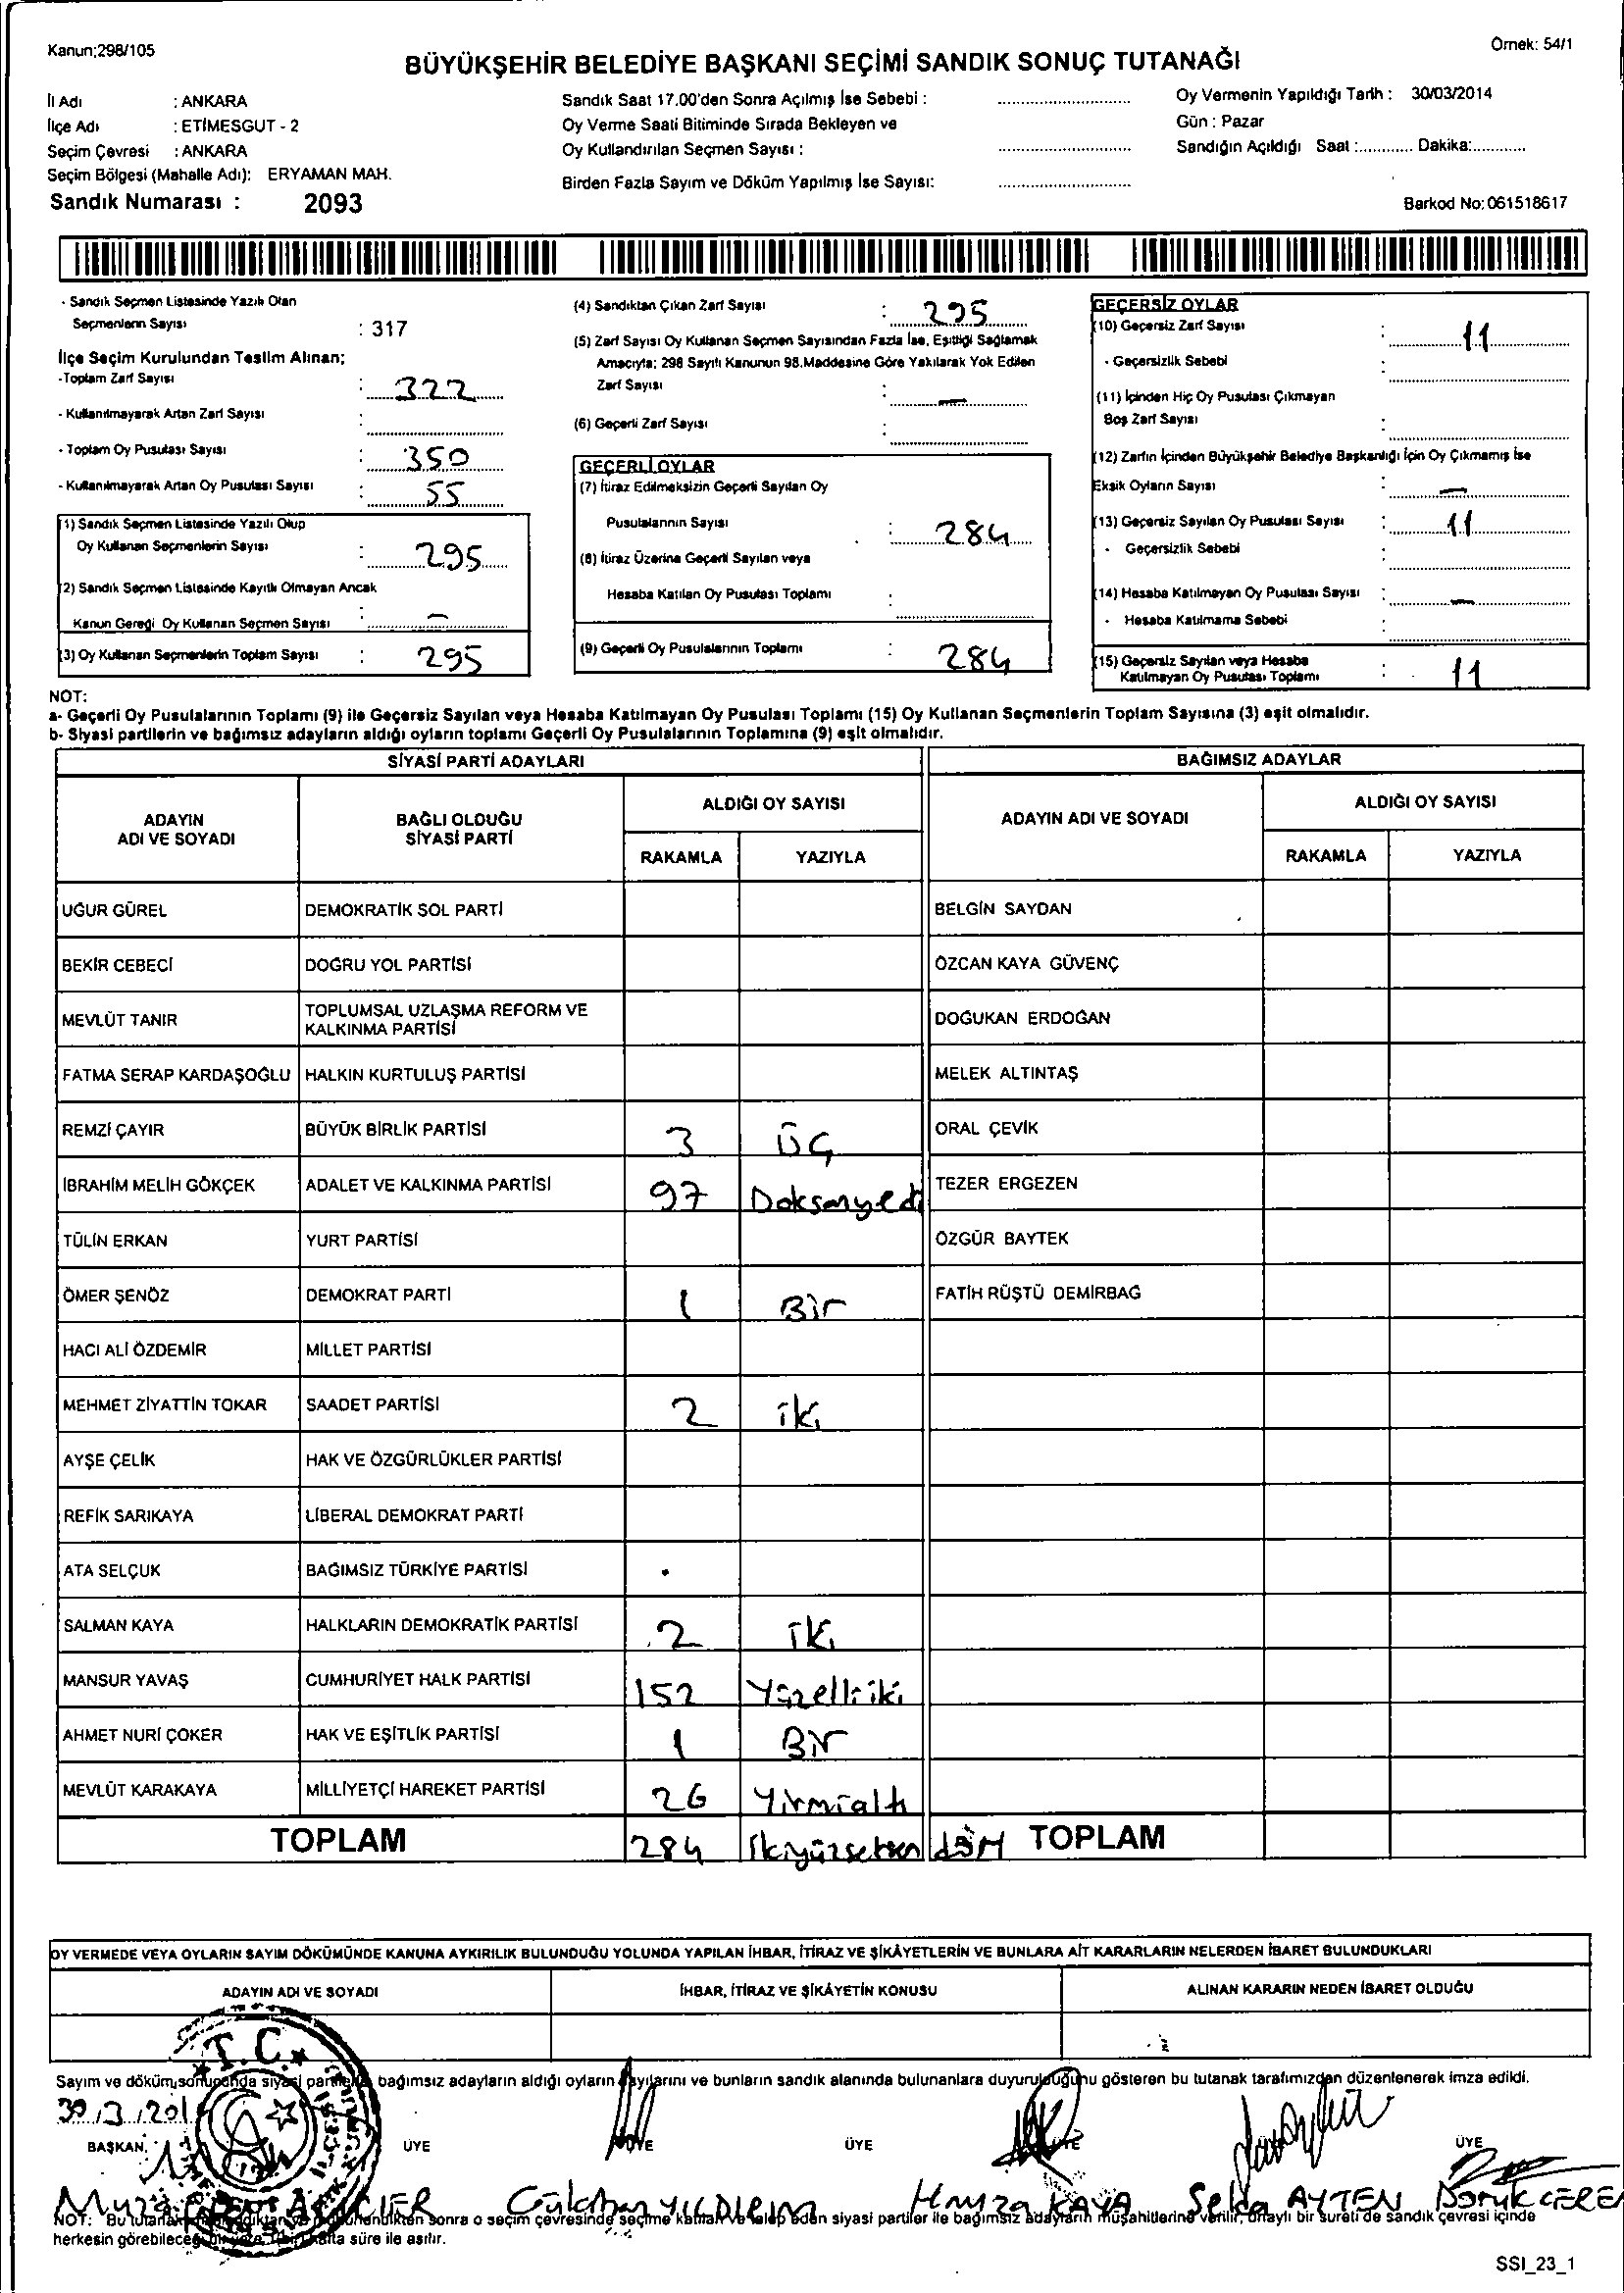 Kanun;298/105
Örnek: 54/1
BÜYÜKŞEHİR BELEDİYE BAŞKANI SEÇİMİ SANDIK SONUÇ TUTANAĞI
İl Adı : ANKARA
İlçe Adı : ETİMESGUT - 2
Seçim Çevresi : ANKARA
Seçim Bölgesi (Mahalle Adı): ERYAMAN MAH.
Sandık Numarası : 2093
Sandık Saat 17.00'den Sonra Açılmış İse Sebebi :
Oy Verme Saati Bitiminde Sırada Bekleyen ve
Oy Kullandırılan Seçmen Sayısı :
Birden Fazla Sayım ve Döküm Yapılmış İse Sayısı:
Oy Vermenin Yapıldığı Tarih : 30/03/2014
Gün : Pazar
Sandığın Açıldığı Saat :............ Dakika:............
Barkod No: 061518617
- Sandık Seçmen Listesinde Yazılı Olan
Seçmenlerin Sayısı : 317
İlçe Seçim Kurulundan Teslim Alınan;
-Toplam Zarf Sayısı : 322
- Kullanılmayarak Artan Zarf Sayısı :
- Toplam Oy Pusulası Sayısı : 350
- Kullanılmayarak Artan Oy Pusulası Sayısı : 55
(1) Sandık Seçmen Listesinde Yazılı Olup
Oy Kullanan Seçmenlerin Sayısı : 295
(2) Sandık Seçmen Listesinde Kayıtlı Olmayan Ancak
Kanun Gereği Oy Kullanan Seçmen Sayısı : -
(3) Oy Kullanan Seçmenlerin Toplam Sayısı : 295
(4) Sandıktan Çıkan Zarf Sayısı : 295
(5) Zarf Sayısı Oy Kullanan Seçmen Sayısından Fazla İse, Eşitliği Sağlamak
Amacıyla; 298 Sayılı Kanunun 98.Maddesine Göre Yakılarak Yok Edilen
Zarf Sayısı : -
(6) Geçerli Zarf Sayısı :
GEÇERLİ OYLAR
(7) İtiraz Edilmeksizin Geçerli Sayılan Oy
Pusulalarının Sayısı : 284
(8) İtiraz Üzerine Geçerli Sayılan veya
Hesaba Katılan Oy Pusulası Toplamı :
(9) Geçerli Oy Pusulalarının Toplamı : 284
GEÇERSİZ OYLAR
(10) Geçersiz Zarf Sayısı : 11
- Geçersizlik Sebebi :
(11) İçinden Hiç Oy Pusulası Çıkmayan
Boş Zarf Sayısı :
(12) Zarfın İçinden Büyükşehir Belediye Başkanlığı İçin Oy Çıkmamış İse
Eksik Oyların Sayısı : -
(13) Geçersiz Sayılan Oy Pusulası Sayısı : 11
- Geçersizlik Sebebi :
(14) Hesaba Katılmayan Oy Pusulası Sayısı : -
- Hesaba Katılmama Sebebi :
(15) Geçersiz Sayılan veya Hesaba
Katılmayan Oy Pusulası Toplamı : 11
NOT:
a- Geçerli Oy Pusulalarının Toplamı (9) ile Geçersiz Sayılan veya Hesaba Katılmayan Oy Pusulası Toplamı (15) Oy Kullanan Seçmenlerin Toplam Sayısına (3) eşit olmalıdır.
b- Siyasi partilerin ve bağımsız adayların aldığı oyların toplamı Geçerli Oy Pusulalarının Toplamına (9) eşit olmalıdır.
SİYASİ PARTİ ADAYLARI BAĞIMSIZ ADAYLAR
ADAYIN ADI VE SOYADI BAĞLI OLDUĞU SİYASİ PARTİ ALDIĞI OY SAYISI ADAYIN ADI VE SOYADI ALDIĞI OY SAYISI
RAKAMLA YAZIYLA RAKAMLA YAZIYLA
UĞUR GÜREL DEMOKRATİK SOL PARTİ BELGİN SAYDAN
BEKİR CEBECİ DOĞRU YOL PARTİSİ ÖZCAN KAYA GÜVENÇ
MEVLÜT TANIR TOPLUMSAL UZLAŞMA REFORM VE KALKINMA PARTİSİ DOĞUKAN ERDOĞAN
FATMA SERAP KARDAŞOĞLU HALKIN KURTULUŞ PARTİSİ MELEK ALTINTAŞ
REMZİ ÇAYIR BÜYÜK BİRLİK PARTİSİ 3 ÜÇ ORAL ÇEVİK
İBRAHİM MELİH GÖKÇEK ADALET VE KALKINMA PARTİSİ 97 Doksanyedi TEZER ERGEZEN
TÜLİN ERKAN YURT PARTİSİ ÖZGÜR BAYTEK
ÖMER ŞENÖZ DEMOKRAT PARTİ 1 Bir FATİH RÜŞTÜ DEMİRBAĞ
HACI ALİ ÖZDEMİR MİLLET PARTİSİ
MEHMET ZİYATTİN TOKAR SAADET PARTİSİ 2 iki
AYŞE ÇELİK HAK VE ÖZGÜRLÜKLER PARTİSİ
REFİK SARIKAYA LİBERAL DEMOKRAT PARTİ
ATA SELÇUK BAĞIMSIZ TÜRKİYE PARTİSİ
SALMAN KAYA HALKLARIN DEMOKRATİK PARTİSİ 2 iki
MANSUR YAVAŞ CUMHURİYET HALK PARTİSİ 152 Yüzelliiki
AHMET NURİ ÇOKER HAK VE EŞİTLİK PARTİSİ 1 Bir
MEVLÜT KARAKAYA MİLLİYETÇİ HAREKET PARTİSİ 26 Yirmialtı
TOPLAM 284 İkiyüzseksen dört TOPLAM
OY VERMEDE VEYA OYLARIN SAYIM DÖKÜMÜNDE KANUNA AYKIRILIK BULUNDUĞU YOLUNDA YAPILAN İHBAR, İTİRAZ VE ŞİKÂYETLERİN VE BUNLARA AİT KARARLARIN NELERDEN İBARET BULUNDUKLARI
ADAYIN ADI VE SOYADI İHBAR, İTİRAZ VE ŞİKÂYETİN KONUSU ALINAN KARARIN NEDEN İBARET OLDUĞU
T.C.
Sayım ve döküm sonucunda siyasi partilerin bağımsız adayların aldığı oyların sayılarını ve bunların sandık alanında bulunanlara duyurulduğunu gösteren bu tutanak tarafımızdan düzenlenerek imza edildi.
30/3/201
BAŞKAN ÜYE ÜYE ÜYE ÜYE ÜYE
Gülcihan YILDIRIM Hamza KAYA Selda AYTEN
NOT: Bu tutanak sonra o seçim çevresinde seçime katılan ve talep eden siyasi partiler ile bağımsız adayların müşahitlerine verilir, onaylı bir sureti de sandık çevresi içinde
herkesin görebileceği hafta süre ile asılır.
SSI_23_1